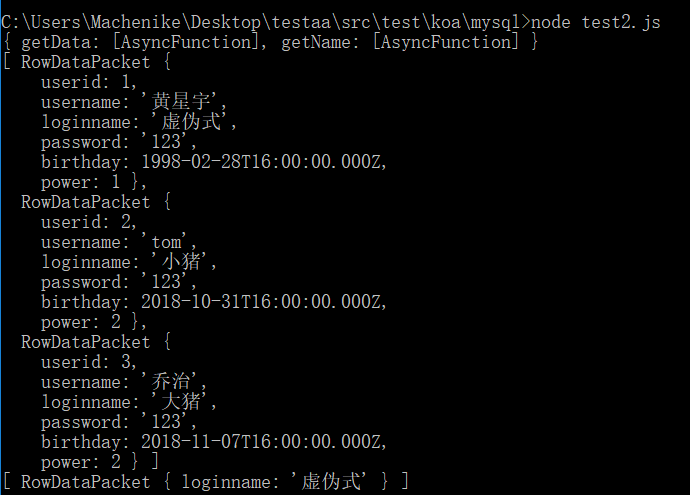 C:\Users\Machenike\Desktop\testaa\src\test\koa\mysql>node test2.js
{ getData: [AsyncFunction], getName: [AsyncFunction] }
[ RowDataPacket {
    userid: 1,
    username: '黄星宇',
    loginname: '虚伪式',
    password: '123',
    birthday: 1998-02-28T16:00:00.000Z,
    power: 1 },
  RowDataPacket {
    userid: 2,
    username: 'tom',
    loginname: '小猪',
    password: '123',
    birthday: 2018-10-31T16:00:00.000Z,
    power: 2 },
  RowDataPacket {
    userid: 3,
    username: '乔治',
    loginname: '大猪',
    password: '123',
    birthday: 2018-11-07T16:00:00.000Z,
    power: 2 } ]
[ RowDataPacket { loginname: '虚伪式' } ]